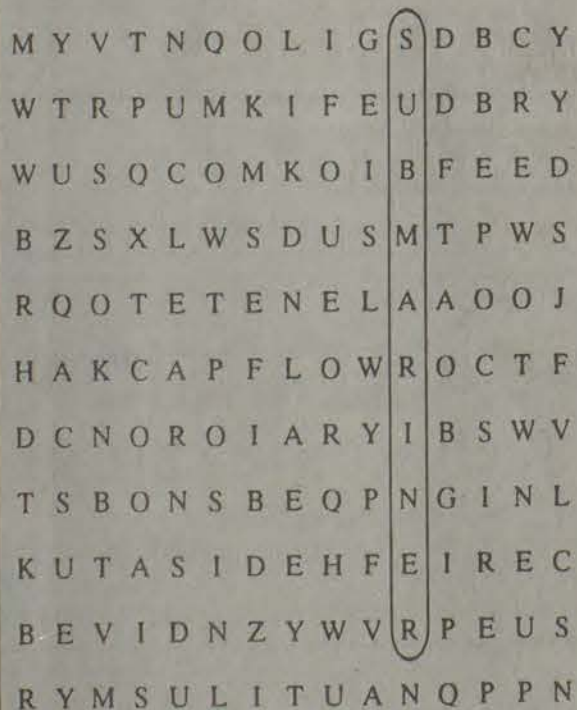 M Y V T N Q O L I G S D B C Y
W T R P U M K I F E U D B R Y
W U S Q C O M K O I B F E E D
B Z S X L W S D U S M T P W S
R Q O T E T E N E L A A O O J
H A K C A P F L O W R O C T F
D C N O R O I A R Y I B S W V
T S B O N S B E Q P N G I N L
K U T A S I D E H F E I R E C
B E V I D N Z Y W V R P E U S
R Y M S U L I T U A N Q P P N